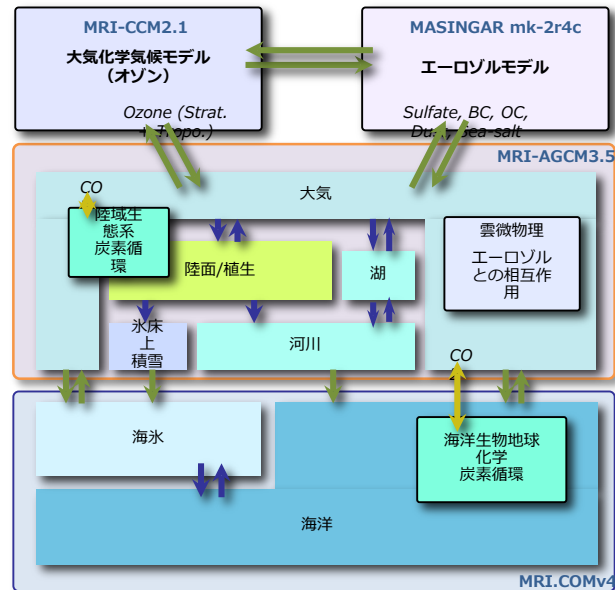 MRI-CCM2.1
大気化学気候モデル
(オゾン)
Ozone (Strat.
+ Tropo.)
MASINGAR mk-2r4c
エーロゾルモデル
Sulfate, BC, OC,
Dust, Sea-salt
MRI-AGCM3.5
大気
CO
陸域生
態系
炭素循
環
陸面/植生
湖
雲微物理
エーロゾル
との相互作
用
氷床
上
積雪
河川
CO
海氷
海洋生物地球
化学
炭素循環
海洋
MRI.COMv4